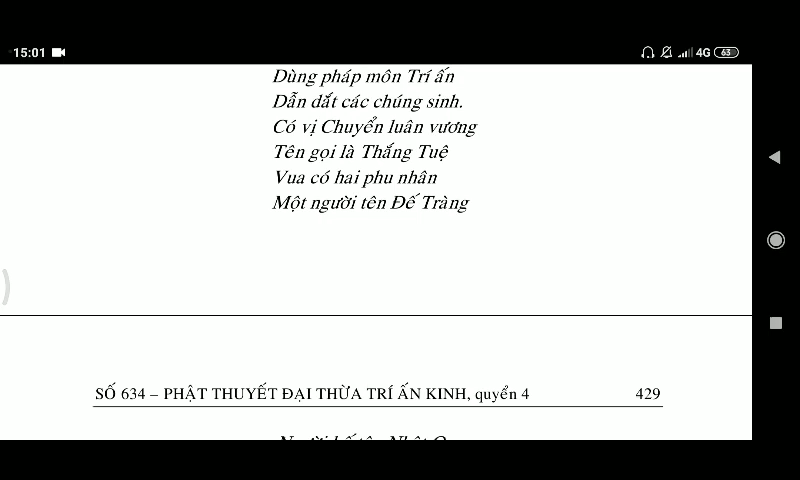 15:01
4G 63
Dùng pháp môn Trí ấn
Dẫn dắt các chúng sinh.
Có vị Chuyển luân vương
Tên gọi là Thắng Tuệ
Vua có hai phu nhân
Một người tên Đế Tràng
SỐ 634 – PHẬT THUYẾT ĐẠI THỪA TRÍ ẤN KINH, quyển 4 429